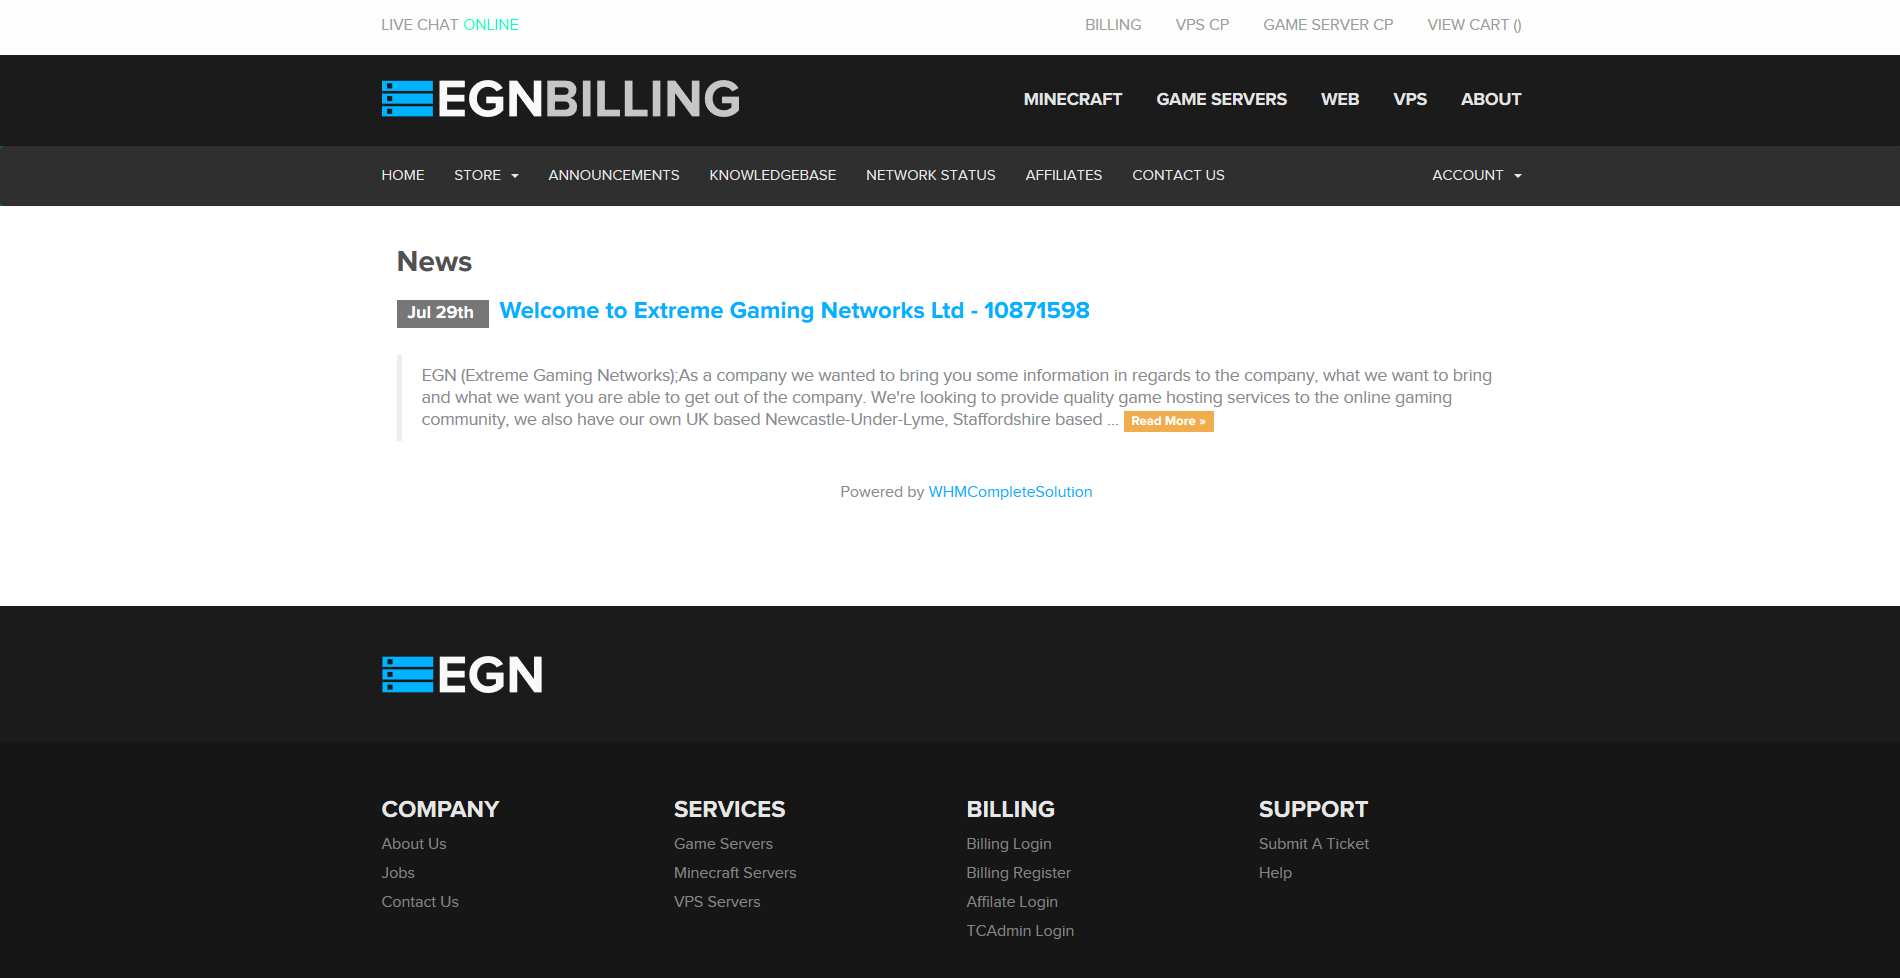 LIVE CHAT ONLINE
BILLING VPS CP GAME SERVER CP VIEW CART ()
EGNBILLING
MINECRAFT GAME SERVERS WEB VPS ABOUT
HOME STORE ANNOUNCEMENTS KNOWLEDGEBASE NETWORK STATUS AFFILIATES CONTACT US ACCOUNT
News
Jul 29th Welcome to Extreme Gaming Networks Ltd - 10871598
EGN (Extreme Gaming Networks);As a company we wanted to bring you some information in regards to the company, what we want to bring
and what we want you are able to get out of the company. We're looking to provide quality game hosting services to the online gaming
community, we also have our own UK based Newcastle-Under-Lyme, Staffordshire based ... Read More »
Powered by WHMCompleteSolution
EGN
COMPANY
About Us
Jobs
Contact Us
SERVICES
Game Servers
Minecraft Servers
VPS Servers
BILLING
Billing Login
Billing Register
Affilate Login
TCAdmin Login
SUPPORT
Submit A Ticket
Help